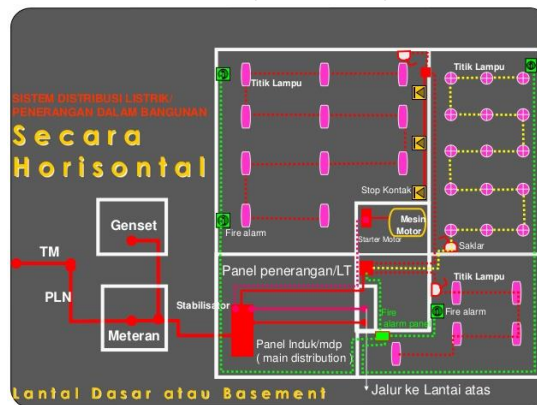 SISTEM DISTRIBUSI LISTRIK/
PENERANGAN DALAM BANGUNAN
Secara
Horisontal
Titik Lampu
Titik Lampu
Stop Kontak
Genset
Fire alarm
Mesin
Motor
Starter Motor
Saklar
TM
Panel penerangan/LT
Titik Lampu
PLN
Stabilisator
Fire
alarm panel
Fire alarm
Meteran
Panel Induk/mdp
( main distribution )
Lantai Dasar atau Basement
Jalur ke Lantai atas